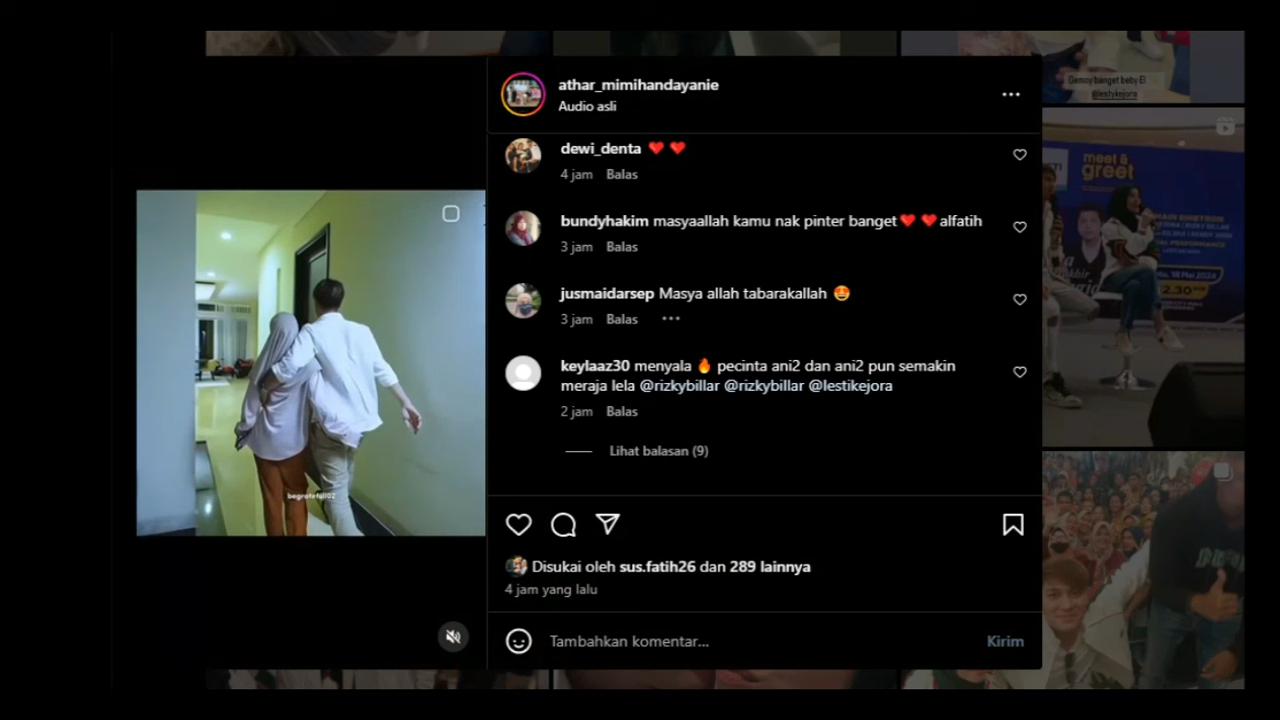 Gemoy banget beby El
@lestykejora
athar_mimihandayanie
Audio asli
dewi_denta ❤️ ❤️
4 jam Balas
bundyhakim masyaallah kamu nak pinter banget❤️ ❤️alfatih
3 jam Balas
jusmaidarsep Masya allah tabarakallah 😍
3 jam Balas
keylaaz30 menyala 🔥 pecinta ani2 dan ani2 pun semakin
meraja lela @rizkybillar @rizkybillar @lestikejora
2 jam Balas
Lihat balasan (9)
Disukai oleh sus.fatih26 dan 289 lainnya
4 jam yang lalu
Tambahkan komentar...
Kirim
begratefull02
meet &
greet